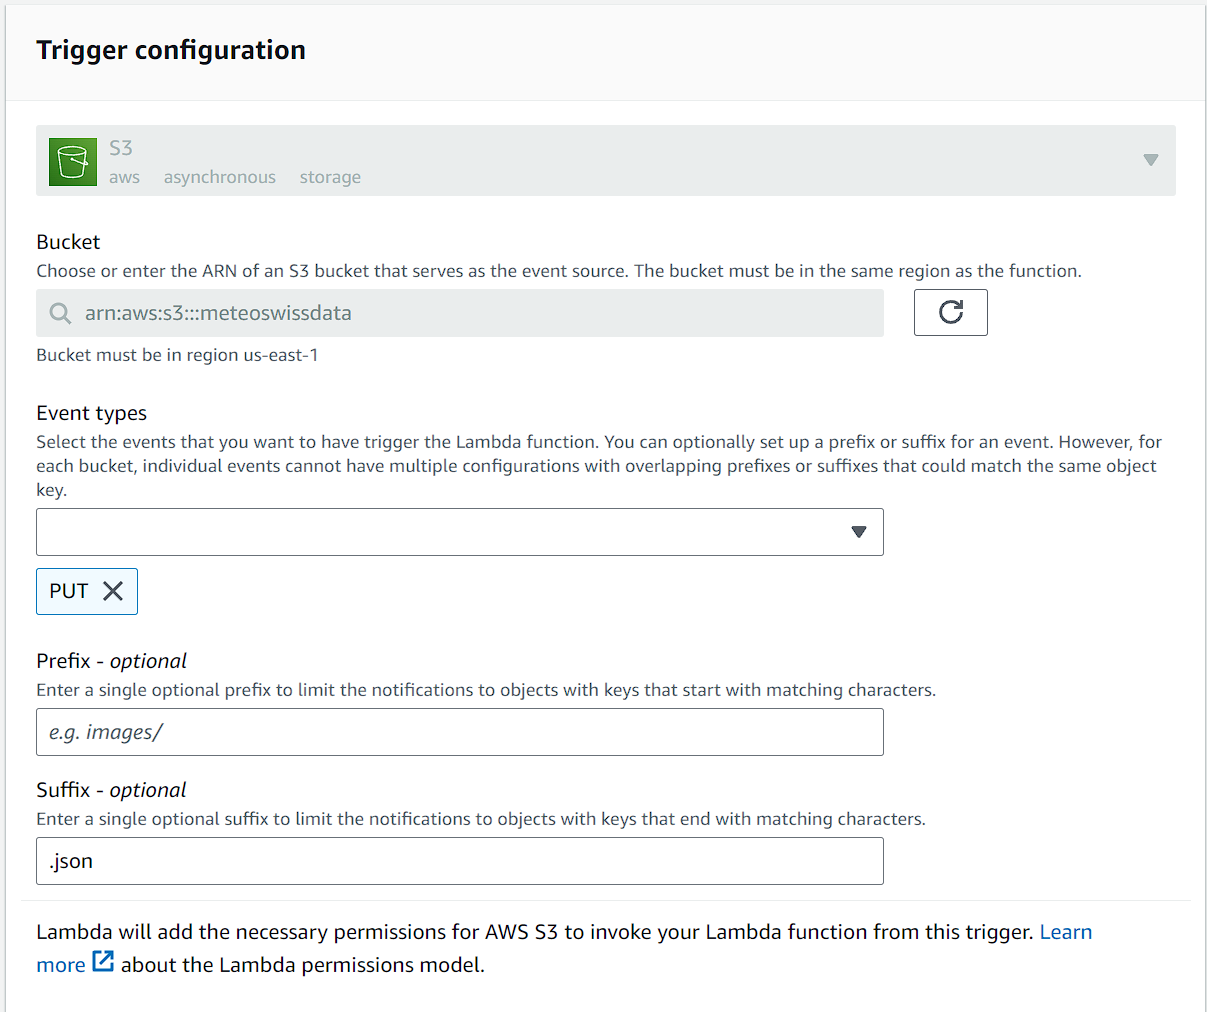 Trigger configuration
S3
aws asynchronous storage
Bucket
Choose or enter the ARN of an S3 bucket that serves as the event source. The bucket must be in the same region as the function.
arn:aws:s3:::meteoswissdata
Bucket must be in region us-east-1
Event types
Select the events that you want to have trigger the Lambda function. You can optionally set up a prefix or suffix for an event. However, for
each bucket, individual events cannot have multiple configurations with overlapping prefixes or suffixes that could match the same object
key.
PUT
Prefix - optional
Enter a single optional prefix to limit the notifications to objects with keys that start with matching characters.
e.g. images/
Suffix - optional
Enter a single optional suffix to limit the notifications to objects with keys that end with matching characters.
.json
Lambda will add the necessary permissions for AWS S3 to invoke your Lambda function from this trigger. Learn
more about the Lambda permissions model.